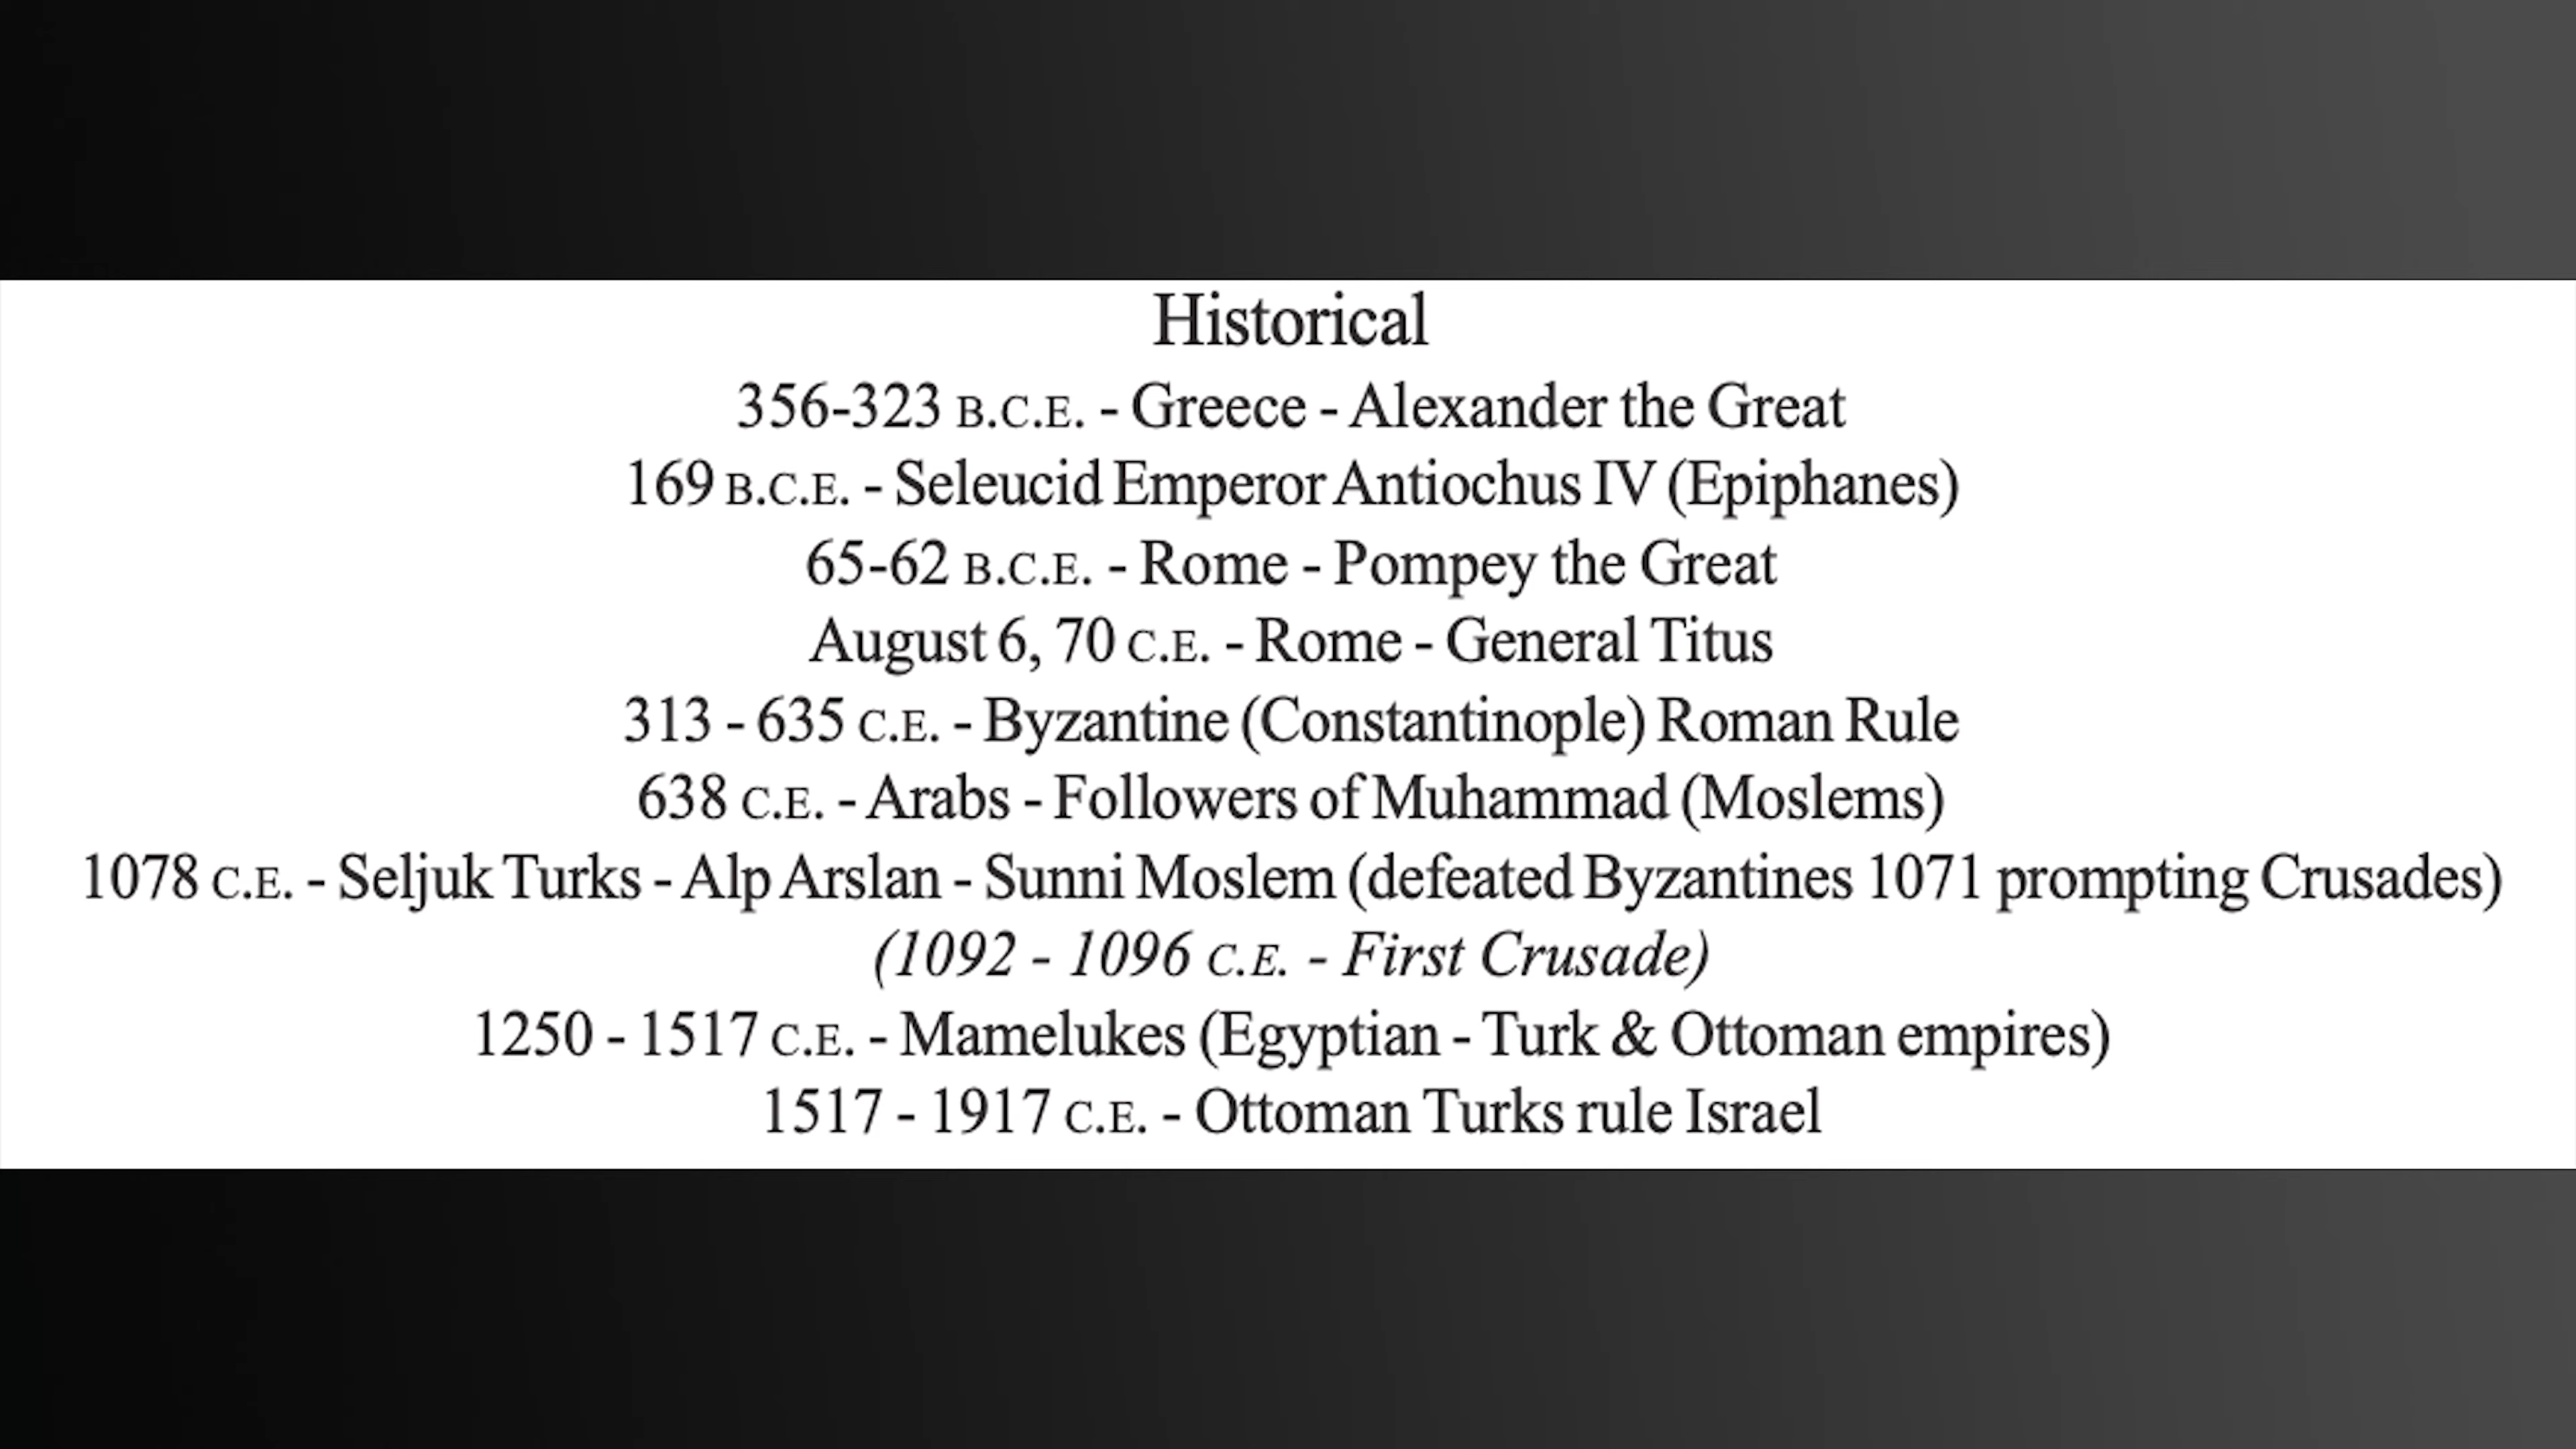 Historical
356-323 B.C.E. - Greece - Alexander the Great
169 B.C.E. - Seleucid Emperor Antiochus IV (Epiphanes)
65-62 B.C.E. - Rome - Pompey the Great
August 6, 70 C.E. - Rome - General Titus
313 - 635 C.E. - Byzantine (Constantinople) Roman Rule
638 C.E. - Arabs - Followers of Muhammad (Moslems)
1078 C.E. - Seljuk Turks - Alp Arslan - Sunni Moslem (defeated Byzantines 1071 prompting Crusades)
(1092 - 1096 C.E. - First Crusade)
1250 - 1517 C.E. - Mamelukes (Egyptian - Turk & Ottoman empires)
1517 - 1917 C.E. - Ottoman Turks rule Israel